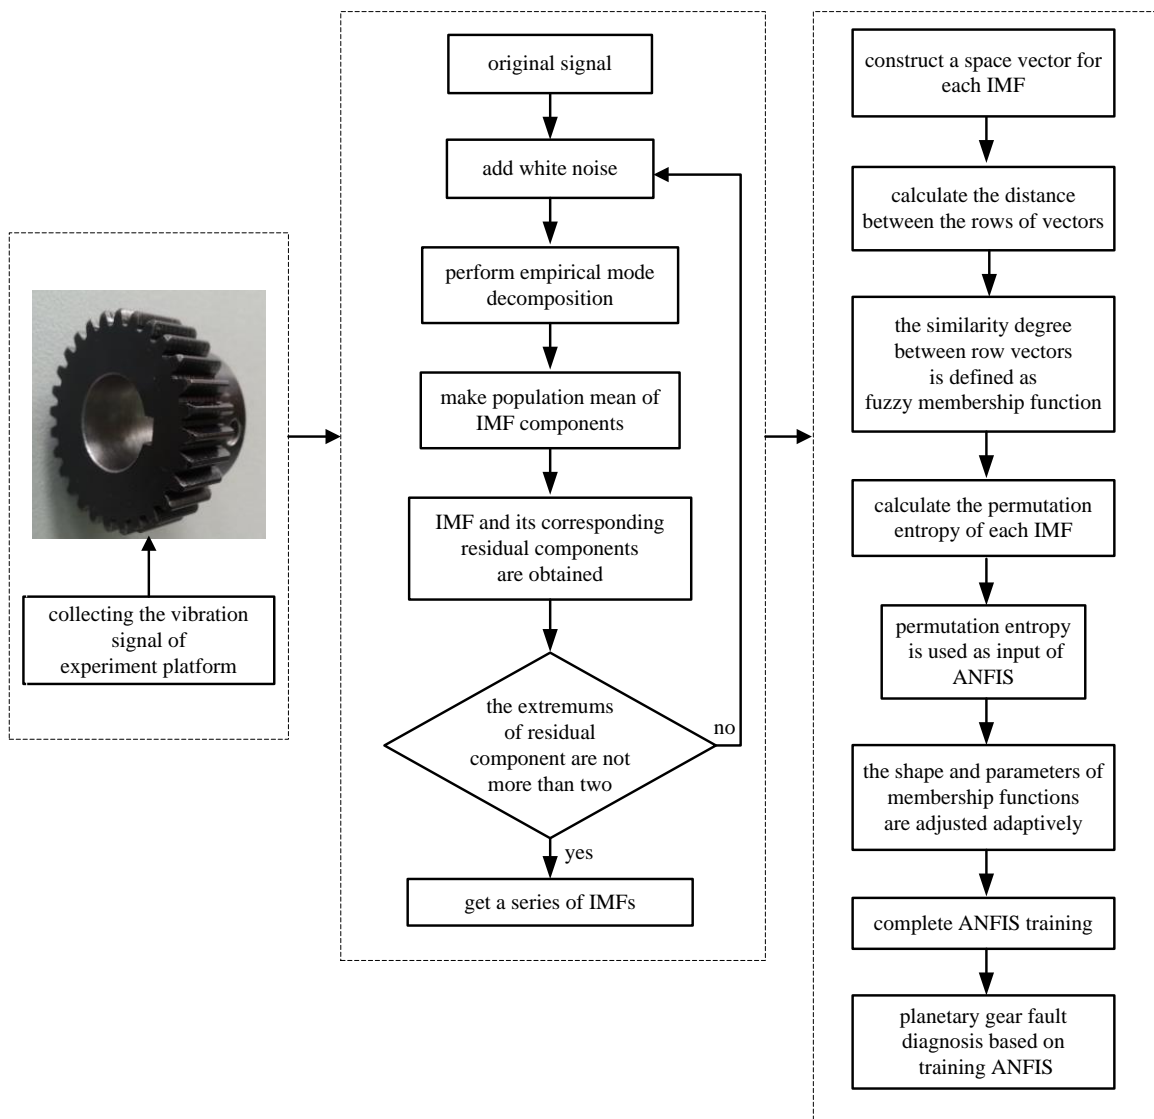 collecting the vibration
signal of
experiment platform
original signal
add white noise
perform empirical mode
decomposition
make population mean of
IMF components
IMF and its corresponding
residual components
are obtained
the extremums
of residual
component are not
more than two
no
yes
get a series of IMFs
construct a space vector for
each IMF
calculate the distance
between the rows of vectors
the similarity degree
between row vectors
is defined as
fuzzy membership function
calculate the permutation
entropy of each IMF
permutation entropy
is used as input of
ANFIS
the shape and parameters of
membership functions
are adjusted adaptively
complete ANFIS training
planetary gear fault
diagnosis based on
training ANFIS